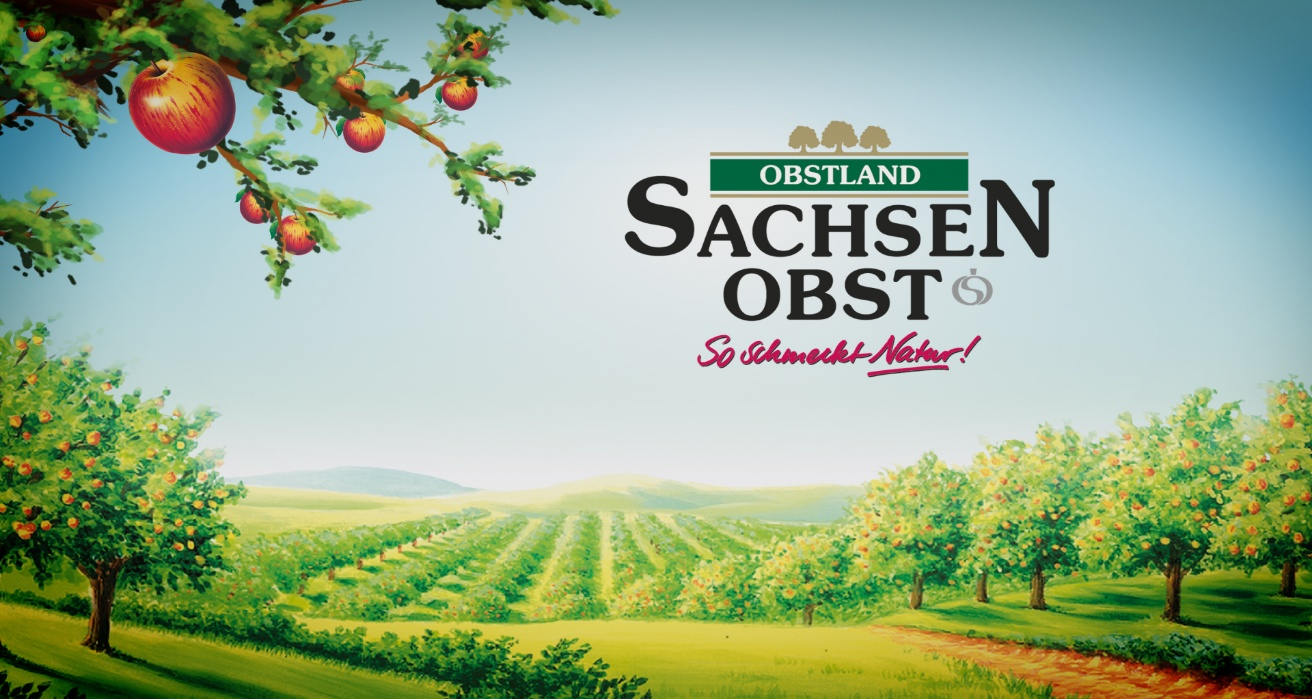 OBSTLAND
SACHSEN
OBST
So schmeckt Natur!